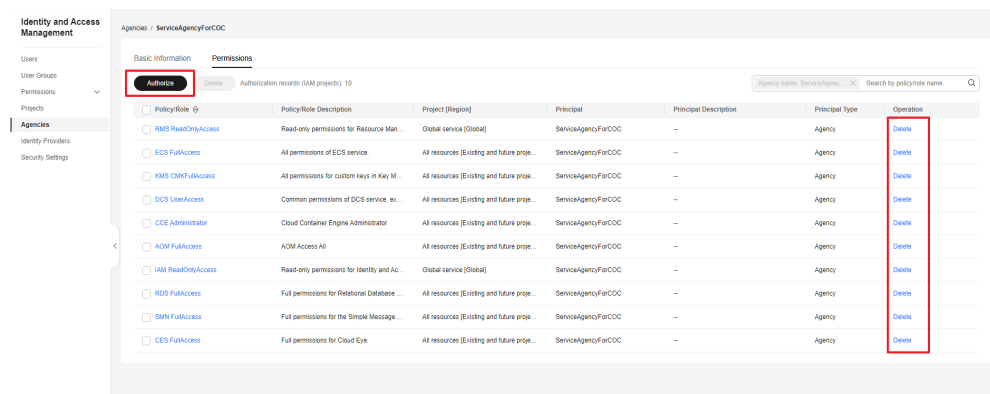 Identity and Access
Management
Users
User Groups
Permissions
Projects
Agencies
Identity Providers
Security Settings
Agencies / ServiceAgencyForCOC
Basic Information Permissions
Authorize Delete Authorization records (IAM projects): 10 Agency name: ServiceAgenc... Search by policy/role name.
Policy/Role Policy/Role Description Project [Region] Principal Principal Description Principal Type Operation
RMS ReadOnlyAccess Read-only permissions for Resource Man... Global service [Global] ServiceAgencyForCOC -- Agency Delete
ECS FullAccess All permissions of ECS service. All resources [Existing and future proje... ServiceAgencyForCOC -- Agency Delete
KMS CMKFullAccess All permissions for custom keys in Key M... All resources [Existing and future proje... ServiceAgencyForCOC -- Agency Delete
DCS UserAccess Common permissions of DCS service, ex... All resources [Existing and future proje... ServiceAgencyForCOC -- Agency Delete
CCE Administrator Cloud Container Engine Administrator All resources [Existing and future proje... ServiceAgencyForCOC -- Agency Delete
AOM FullAccess AOM Access All All resources [Existing and future proje... ServiceAgencyForCOC -- Agency Delete
IAM ReadOnlyAccess Read-only permissions for Identity and Ac... Global service [Global] ServiceAgencyForCOC -- Agency Delete
RDS FullAccess Full permissions for Relational Database ... All resources [Existing and future proje... ServiceAgencyForCOC -- Agency Delete
SMN FullAccess Full permissions for the Simple Message ... All resources [Existing and future proje... ServiceAgencyForCOC -- Agency Delete
CES FullAccess Full permissions for Cloud Eye. All resources [Existing and future proje... ServiceAgencyForCOC -- Agency Delete